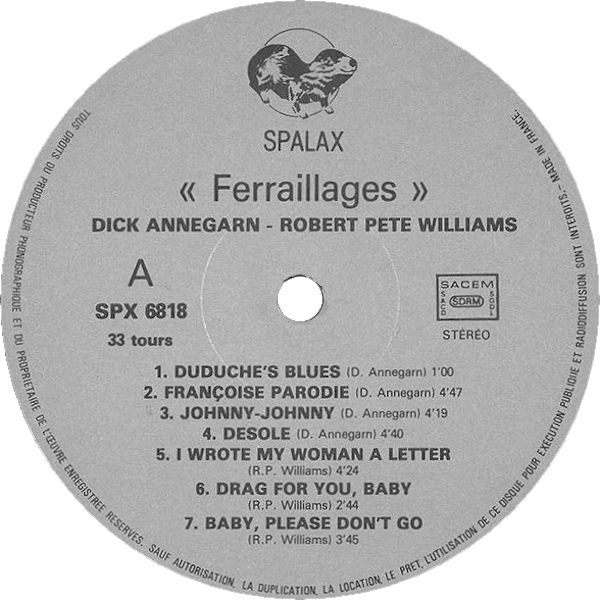 SPALAX
« Ferraillages »
DICK ANNEGARN - ROBERT PETE WILLIAMS
A
SPX 6818
33 tours
SACEM
SACD
SDRM
SGDL
STÉRÉO
1. DUDUCHE'S BLUES (D. Annegarn) 1'00
2. FRANÇOISE PARODIE (D. Annegarn) 4'47
3. JOHNNY-JOHNNY (D. Annegarn) 4'19
4. DESOLE (D. Annegarn) 4'40
5. I WROTE MY WOMAN A LETTER
(R.P. Williams) 4'24
6. DRAG FOR YOU, BABY
(R.P. Williams) 2'44
7. BABY, PLEASE DON'T GO
(R.P. Williams) 3'45
TOUS DROITS DU PRODUCTEUR PHONOGRAPHIQUE ET DU PROPRIETAIRE DE L'ŒUVRE ENREGISTREE RESERVES. SAUF AUTORISATION, LA DUPLICATION, LA LOCATION, LE PRET, L'UTILISATION DE CE DISQUE POUR EXECUTION PUBLIQUE ET RADIODIFFUSION SONT INTERDITS. - MADE IN FRANCE.